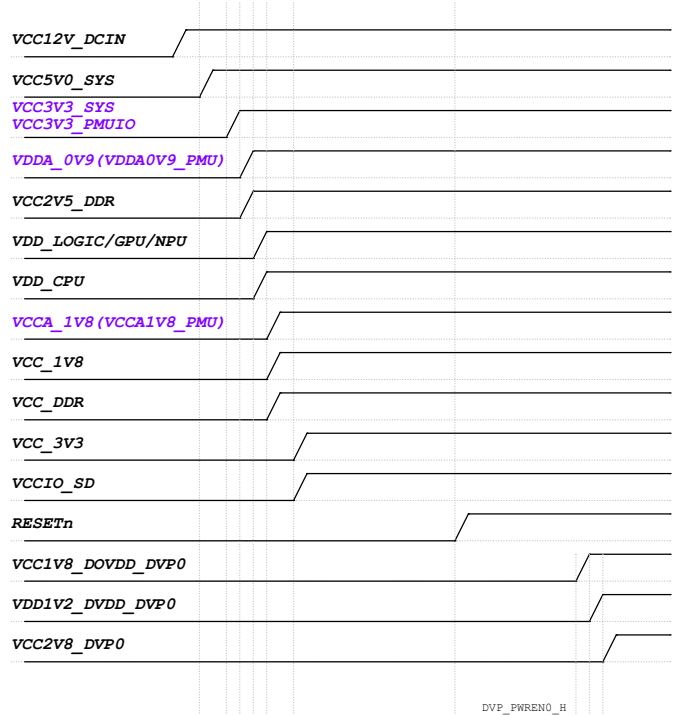 VCC12V_DCIN
VCC5V0_SYS
VCC3V3_SYS
VCC3V3_PMUIO
VDDA_0V9(VDDA0V9_PMU)
VCC2V5_DDR
VDD_LOGIC/GPU/NPU
VDD_CPU
VCCA_1V8(VCCA1V8_PMU)
VCC_1V8
VCC_DDR
VCC_3V3
VCCIO_SD
RESETn
VCC1V8_DOVDD_DVP0
VDD1V2_DVDD_DVP0
VCC2V8_DVP0
DVP_PWREN0_H